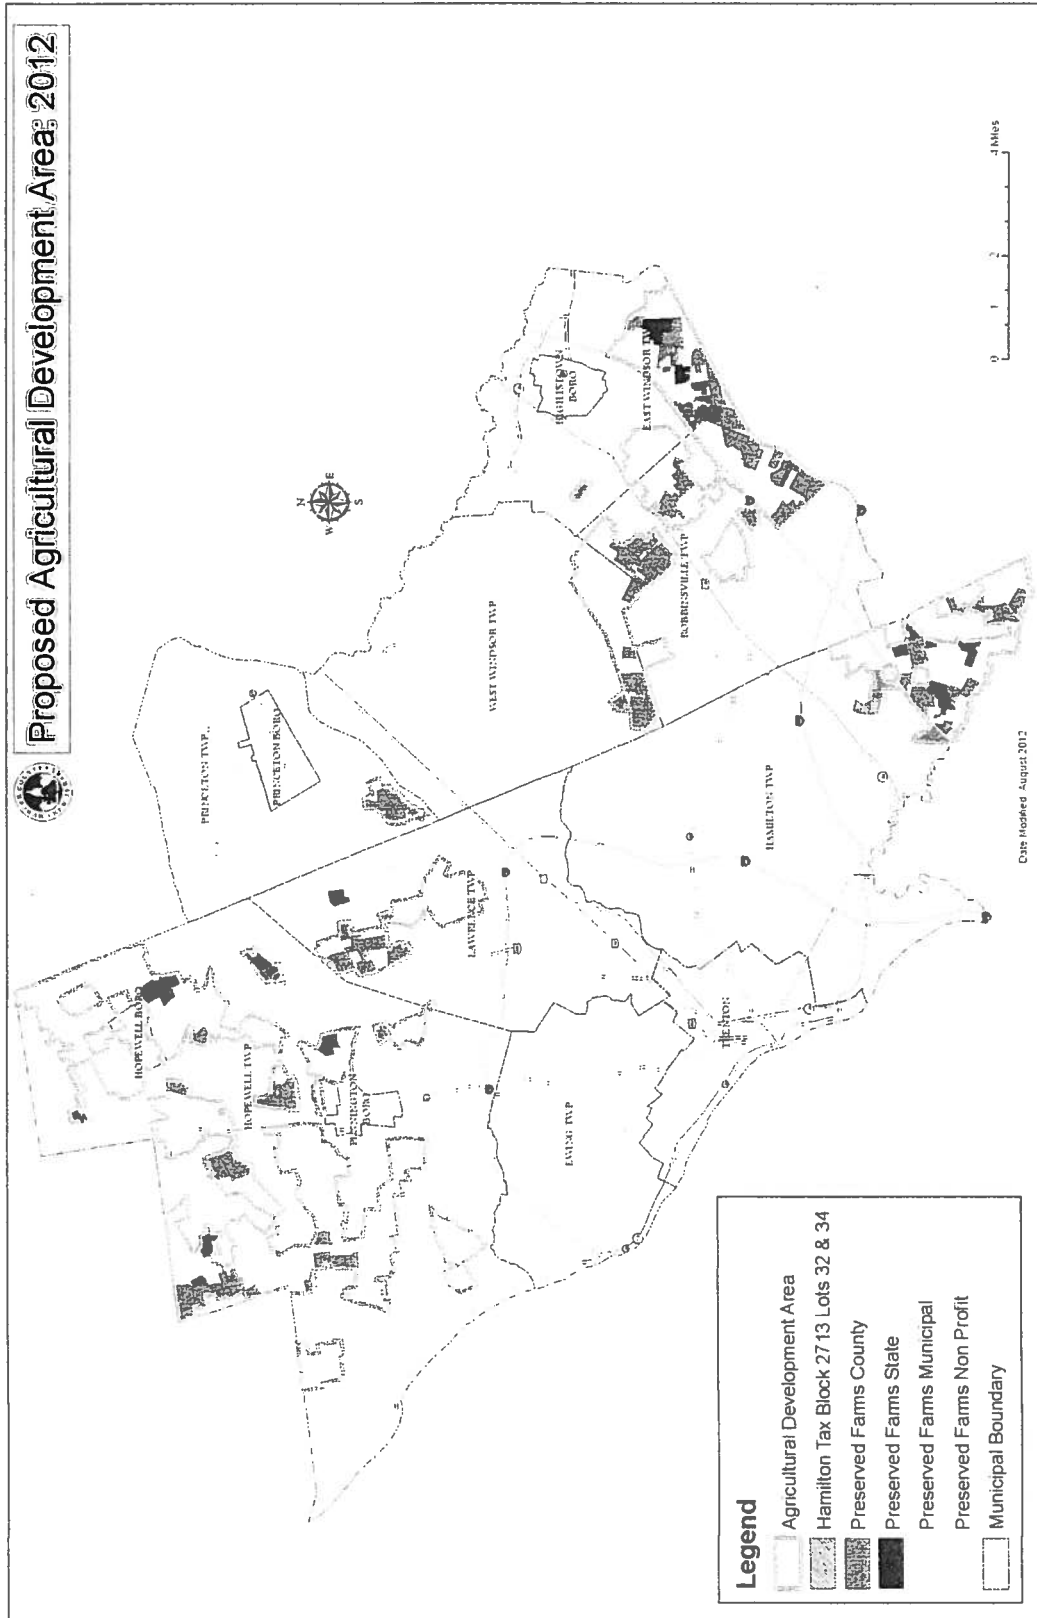 Proposed Agricultural Development Area: 2012
N
W
E
S
PRINCETON TWP
PRINCETON BORO
HOPEWELL BORO
HOPEWELL TWP
PENNINGTON BORO
LAWRENCE TWP
WEST WINDSOR TWP
HIGHTSTOWN BORO
EAST WINDSOR TWP
ROBBINSVILLE TWP
HAMILTON TWP
EWING TWP
TRENTON
0 1 2 4 Miles
Date Modified August 2012
Legend
Agricultural Development Area
Hamilton Tax Block 2713 Lots 32 & 34
Preserved Farms County
Preserved Farms State
Preserved Farms Municipal
Preserved Farms Non Profit
Municipal Boundary